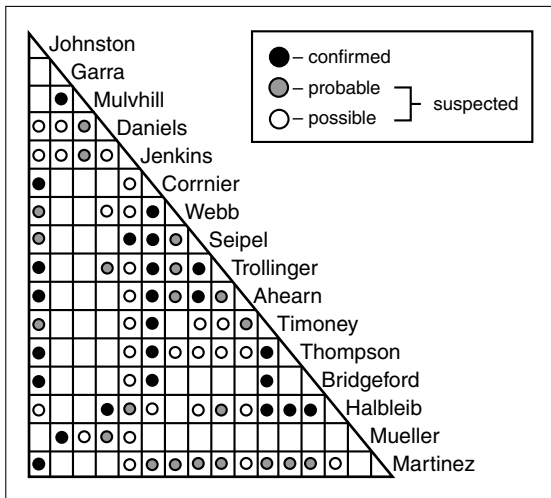 Johnston
Garra
Mulvhill
Daniels
Jenkins
Corrnier
Webb
Seipel
Trollinger
Ahearn
Timoney
Thompson
Bridgeford
Halbleib
Mueller
Martinez
– confirmed
– probable
– possible
suspected